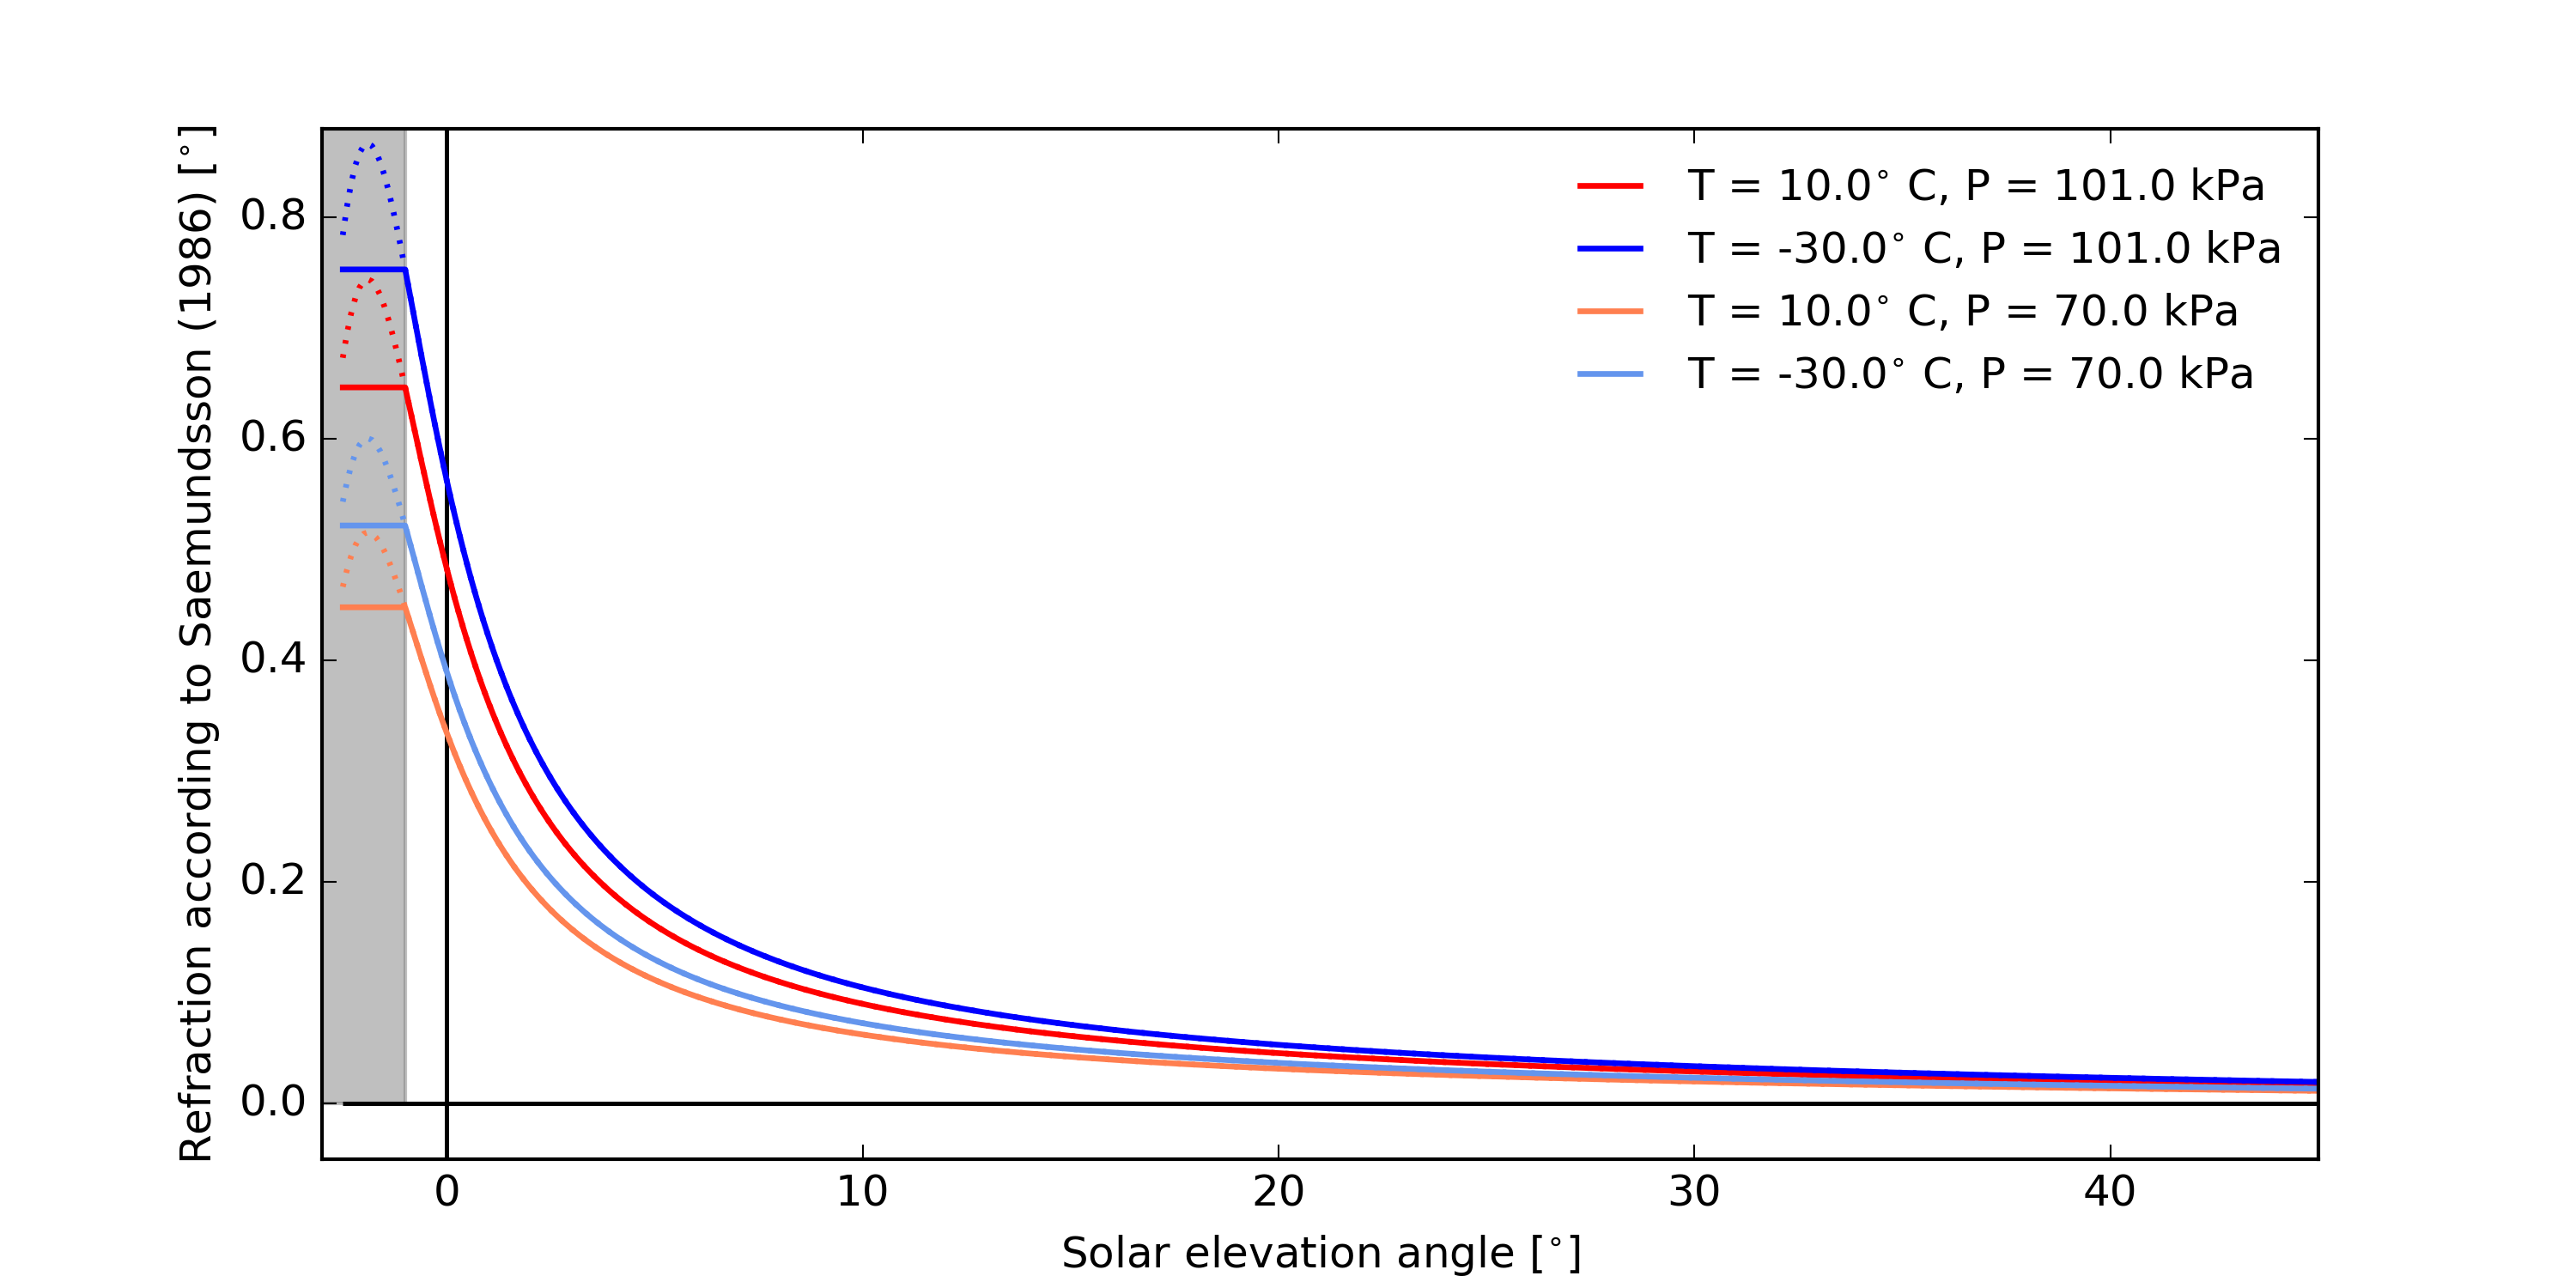 Refraction according to Saemundsson (1986) [°]
0.8
0.6
0.4
0.2
0.0
T = 10.0° C, P = 101.0 kPa
T = -30.0° C, P = 101.0 kPa
T = 10.0° C, P = 70.0 kPa
T = -30.0° C, P = 70.0 kPa
0 10 20 30 40
Solar elevation angle [°]